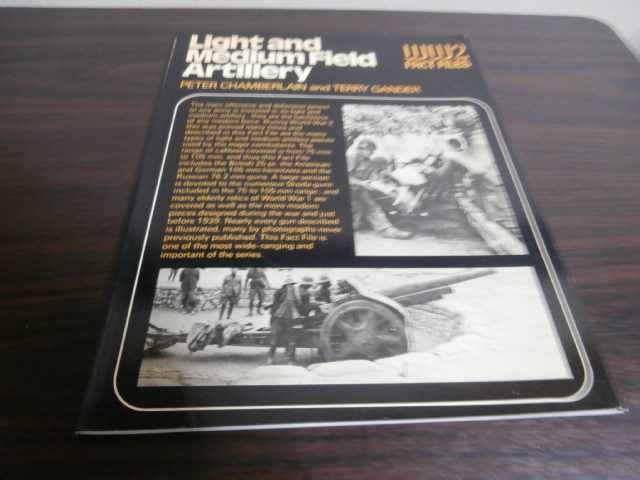 Light and
Medium Field
Artillery
WW2
FACT FILES
PETER CHAMBERLAIN and TERRY GANDER
The main offensive and defensive power
of any army is invested in its light and
medium artillery - they are the backbone
of any modern force. During World War 2
this was proved many times and
described in this Fact File are the many
types of light and medium artillery pieces
used by the major combatants. The
range of calibres covered is from 75 mm
to 105 mm, and thus this Fact File
includes the British 25 pr, the American
and German 105 mm howitzers and the
Russian 76.2 mm guns. A large section
is devoted to the numerous Skoda guns
included in the 75 to 105 mm range, and
many elderly relics of World War 1 are
covered as well as the more modern
pieces designed during the war and just
before 1939. Nearly every gun described
is illustrated, many by photographs never
previously published. This Fact File is
one of the most wide-ranging and
important of the series.